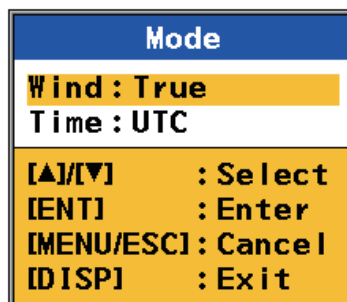 Mode
Wind:True
Time:UTC
[▲]/[▼] :Select
[ENT] :Enter
[MENU/ESC]:Cancel
[DISP] :Exit